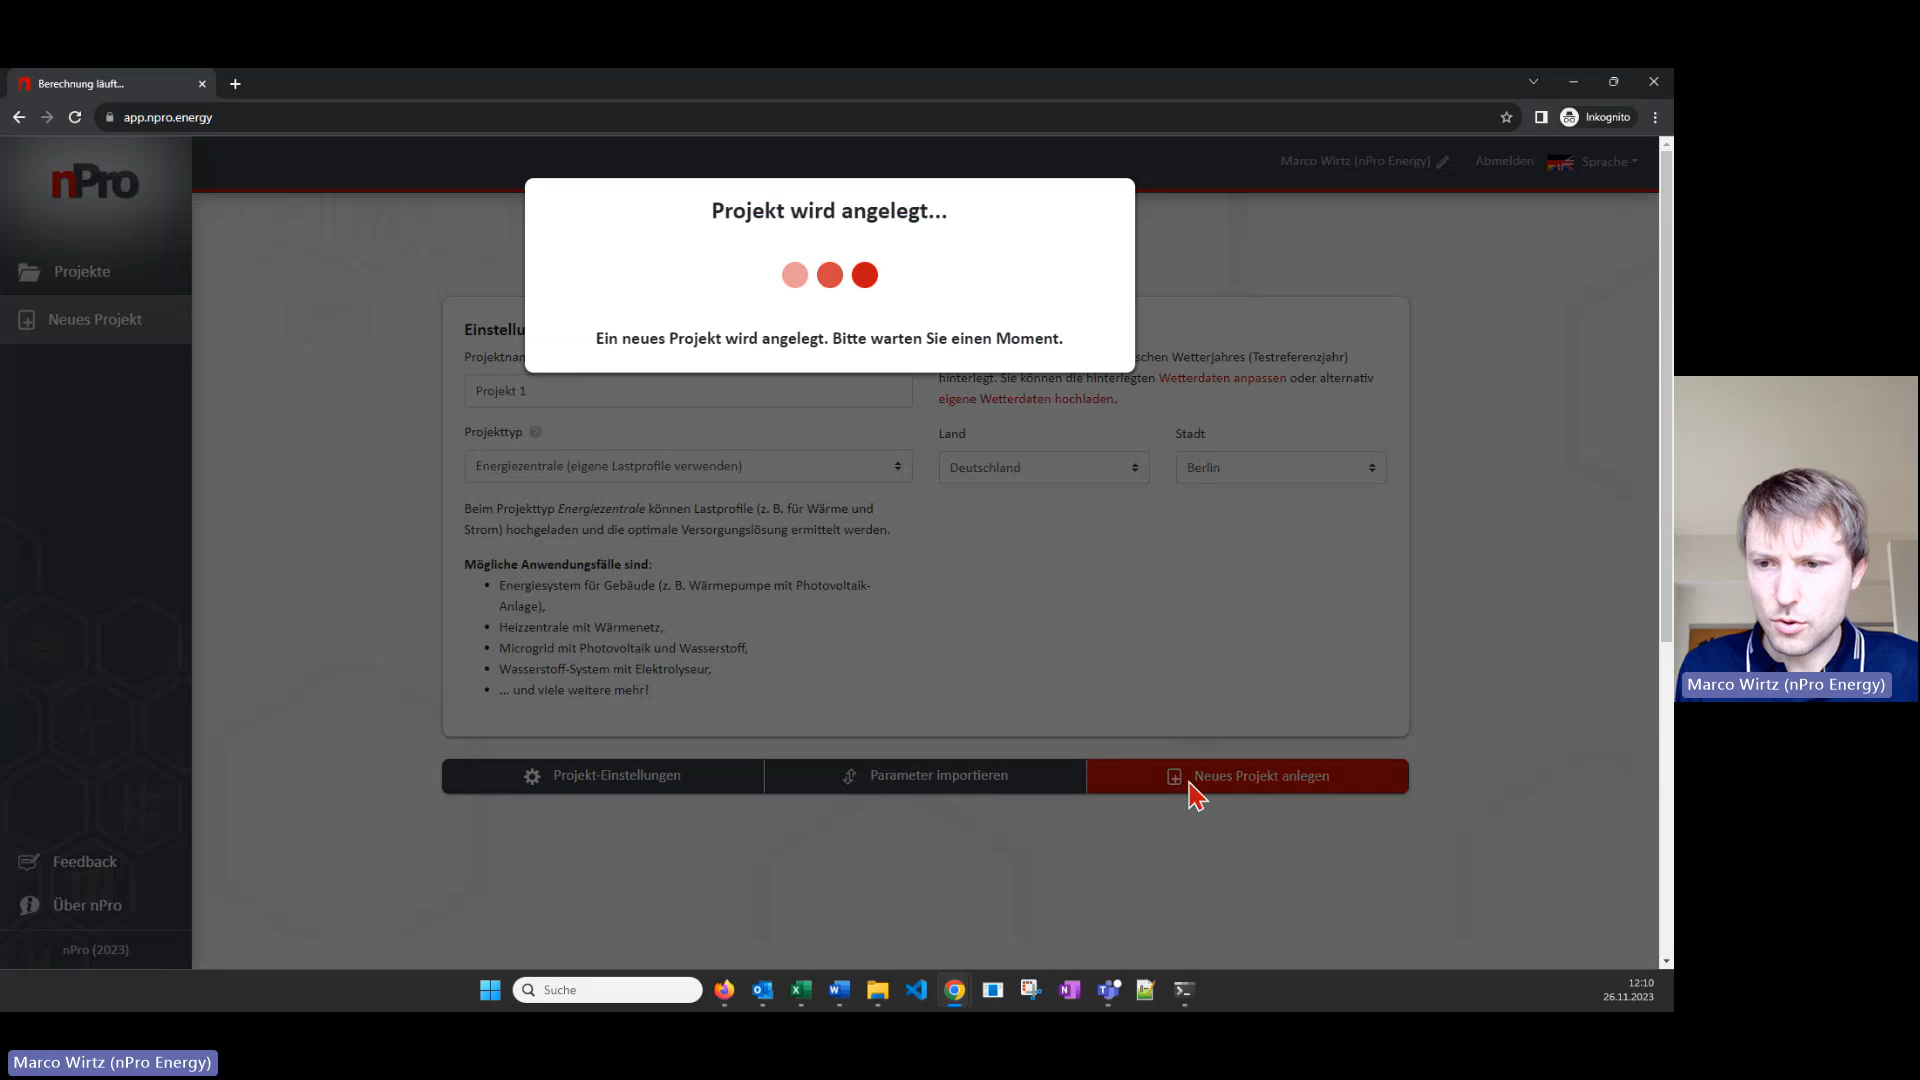 Berechnung läuft...
app.npro.energy
Inkognito
nPro
Marco Wirtz (nPro Energy)
Abmelden
Sprache
Projekt wird angelegt...
Ein neues Projekt wird angelegt. Bitte warten Sie einen Moment.
Projekte
Neues Projekt
Einstellu
Projektnan
Projekt 1
Projekttyp
Energiezentrale (eigene Lastprofile verwenden)
Beim Projekttyp Energiezentrale können Lastprofile (z. B. für Wärme und
Strom) hochgeladen und die optimale Versorgungslösung ermittelt werden.
Mögliche Anwendungsfälle sind:
• Energiesystem für Gebäude (z. B. Wärmepumpe mit Photovoltaik-
Anlage),
• Heizzentrale mit Wärmenetz,
• Microgrid mit Photovoltaik und Wasserstoff,
• Wasserstoff-System mit Elektrolyseur,
• ... und viele weitere mehr!
schen Wetterjahres (Testreferenzjahr)
hinterlegt. Sie können die hinterlegten Wetterdaten anpassen oder alternativ
eigene Wetterdaten hochladen.
Land
Stadt
Deutschland
Berlin
Projekt-Einstellungen
Parameter importieren
Neues Projekt anlegen
Feedback
Über nPro
nPro (2023)
Suche
12:10
26.11.2023
Marco Wirtz (nPro Energy)
Marco Wirtz (nPro Energy)